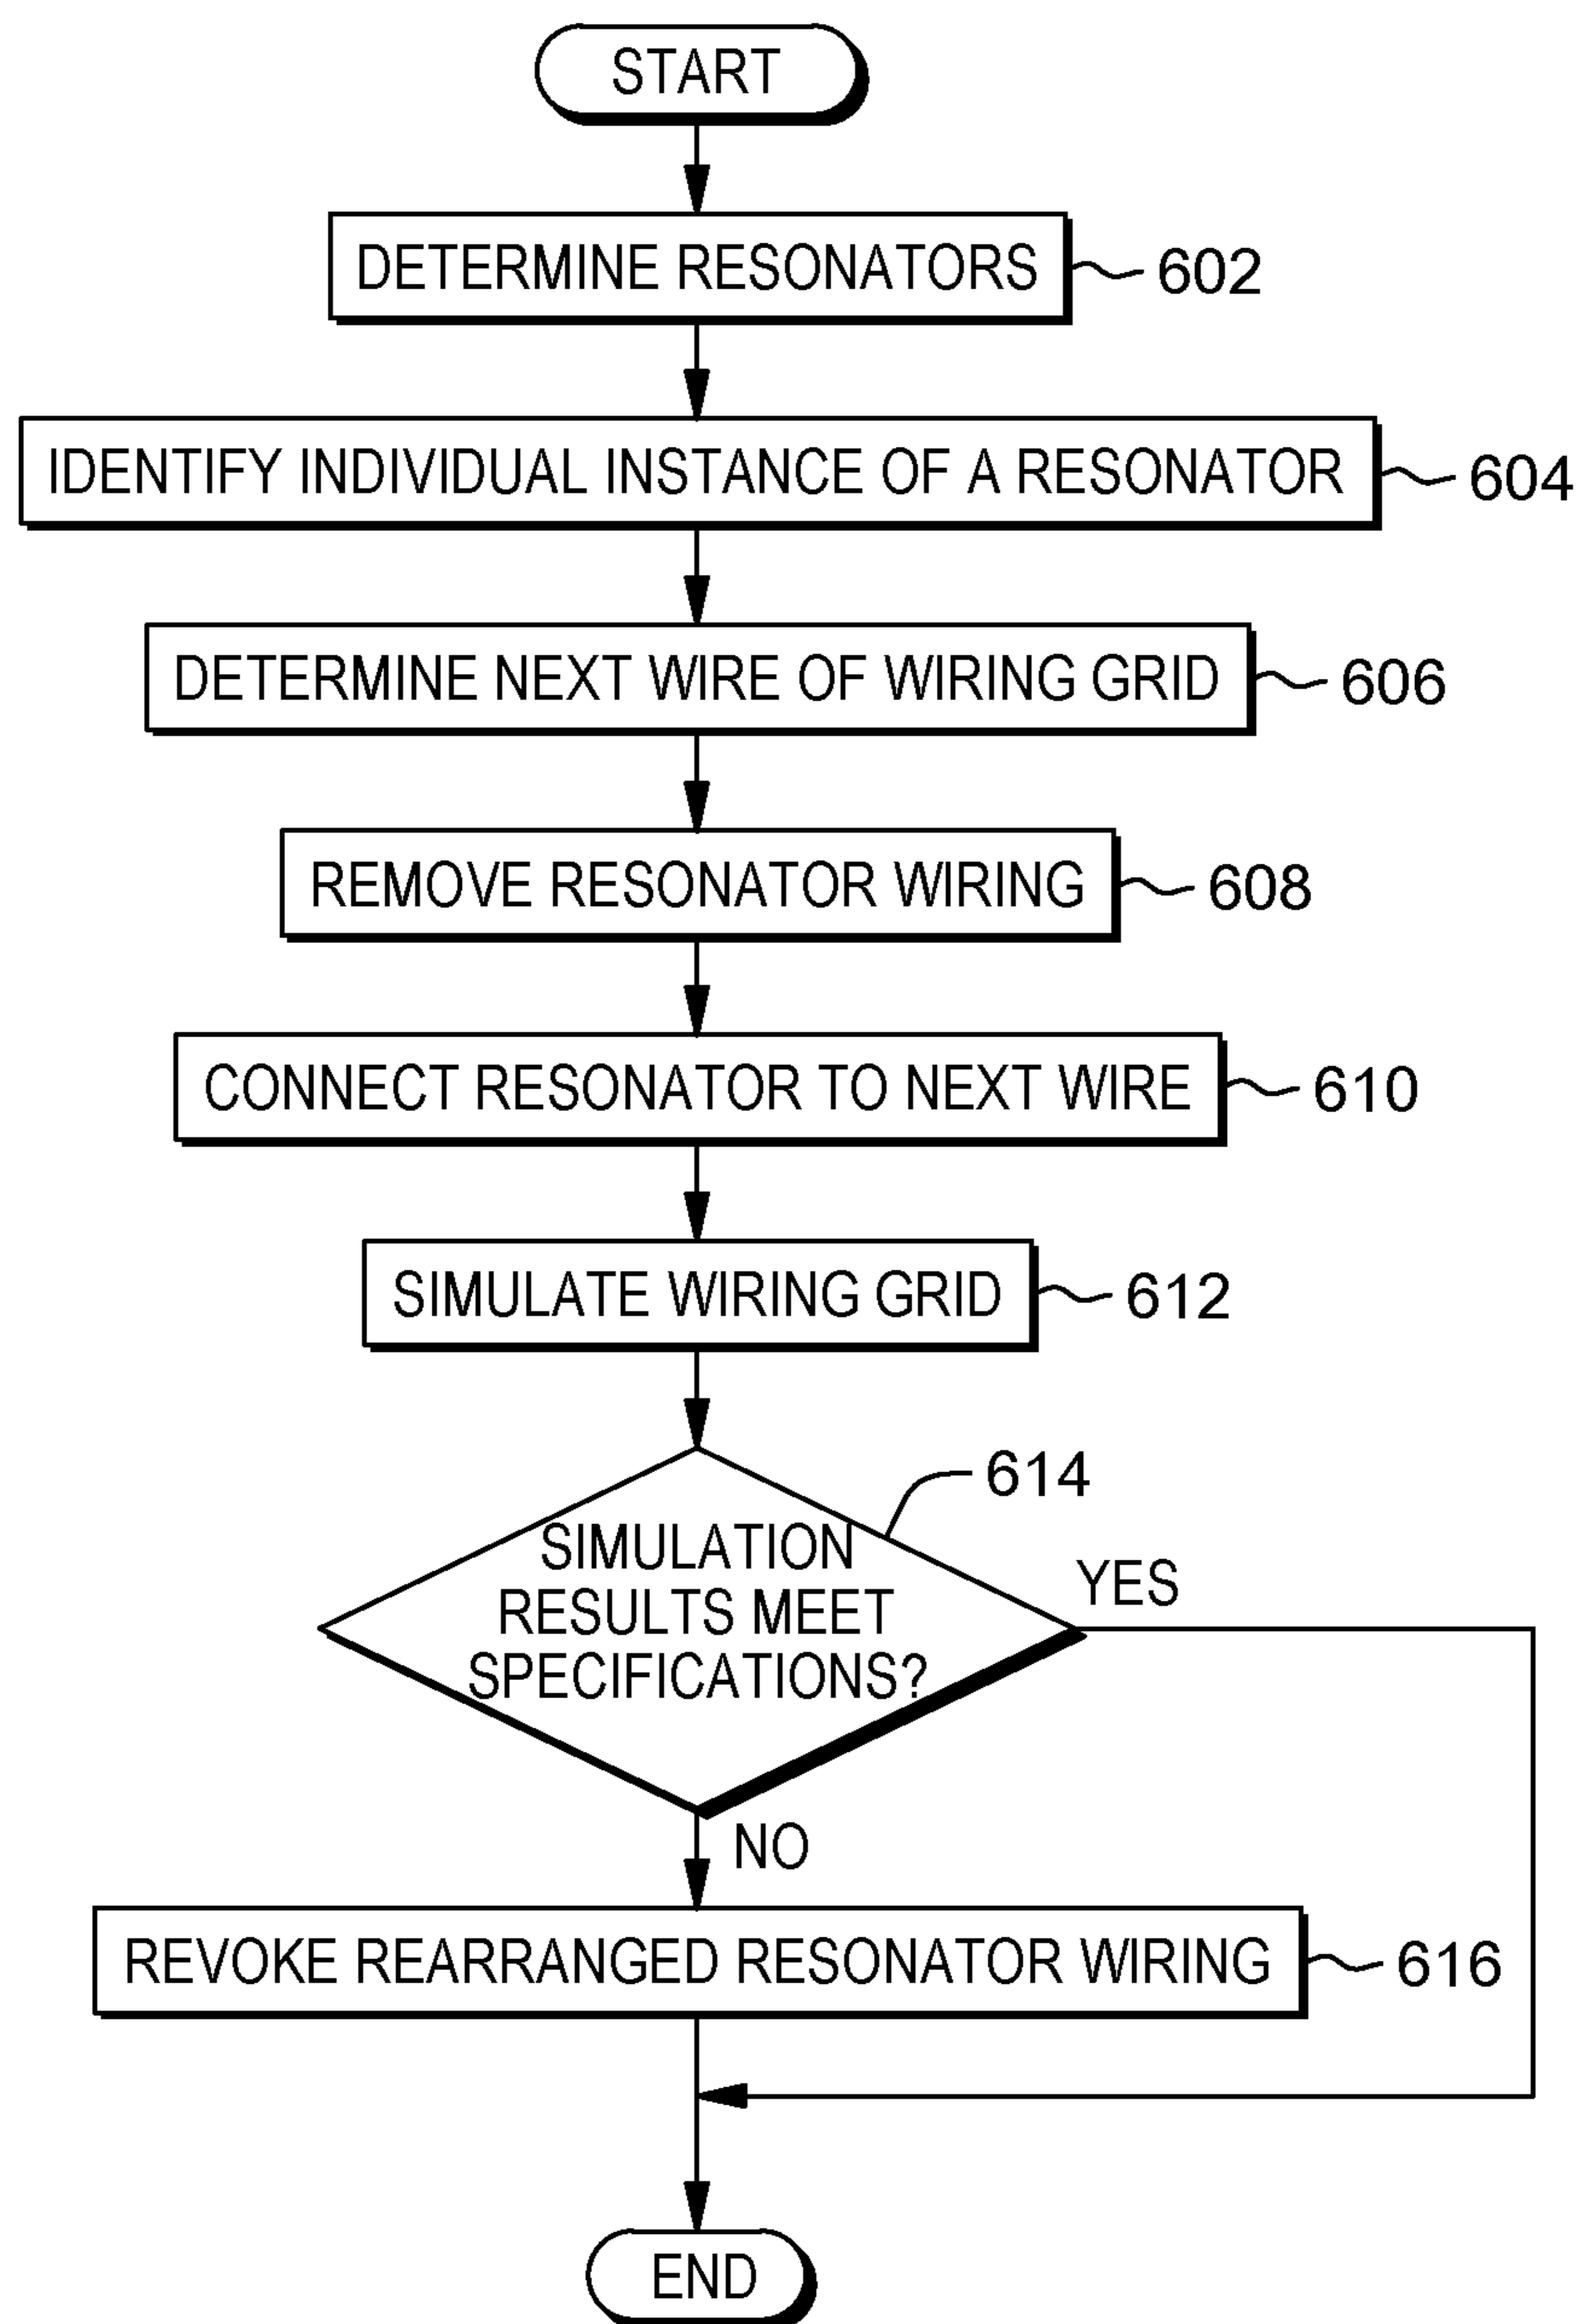 START
DETERMINE RESONATORS
602
IDENTIFY INDIVIDUAL INSTANCE OF A RESONATOR
604
DETERMINE NEXT WIRE OF WIRING GRID
606
REMOVE RESONATOR WIRING
608
CONNECT RESONATOR TO NEXT WIRE
610
SIMULATE WIRING GRID
612
614
SIMULATION
RESULTS MEET
SPECIFICATIONS?
YES
NO
REVOKE REARRANGED RESONATOR WIRING
616
END